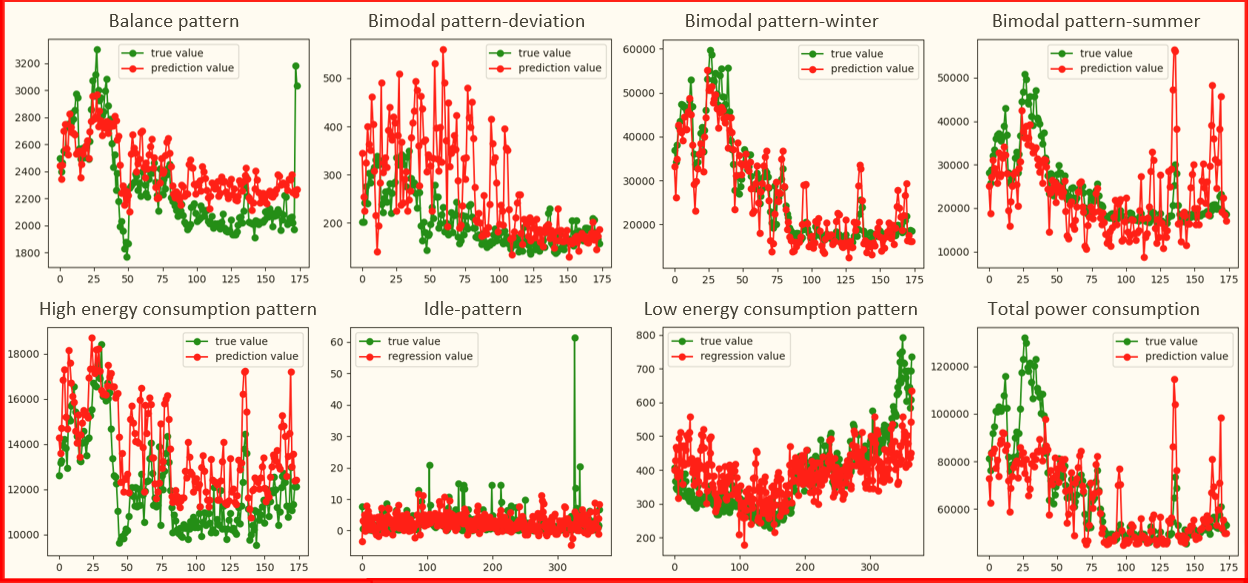 Balance pattern
true value
prediction value
3200
3000
2800
2600
2400
2200
2000
1800
0 25 50 75 100 125 150 175
Bimodal pattern-deviation
true value
prediction value
500
400
300
200
0 25 50 75 100 125 150 175
Bimodal pattern-winter
true value
prediction value
60000
50000
40000
30000
20000
0 25 50 75 100 125 150 175
Bimodal pattern-summer
true value
prediction value
50000
40000
30000
20000
10000
0 25 50 75 100 125 150 175
High energy consumption pattern
true value
prediction value
18000
16000
14000
12000
10000
0 25 50 75 100 125 150 175
Idle-pattern
true value
regression value
60
50
40
30
20
10
0
0 100 200 300
Low energy consumption pattern
true value
regression value
800
700
600
500
400
300
200
0 100 200 300
Total power consumption
true value
prediction value
120000
100000
80000
60000
0 25 50 75 100 125 150 175